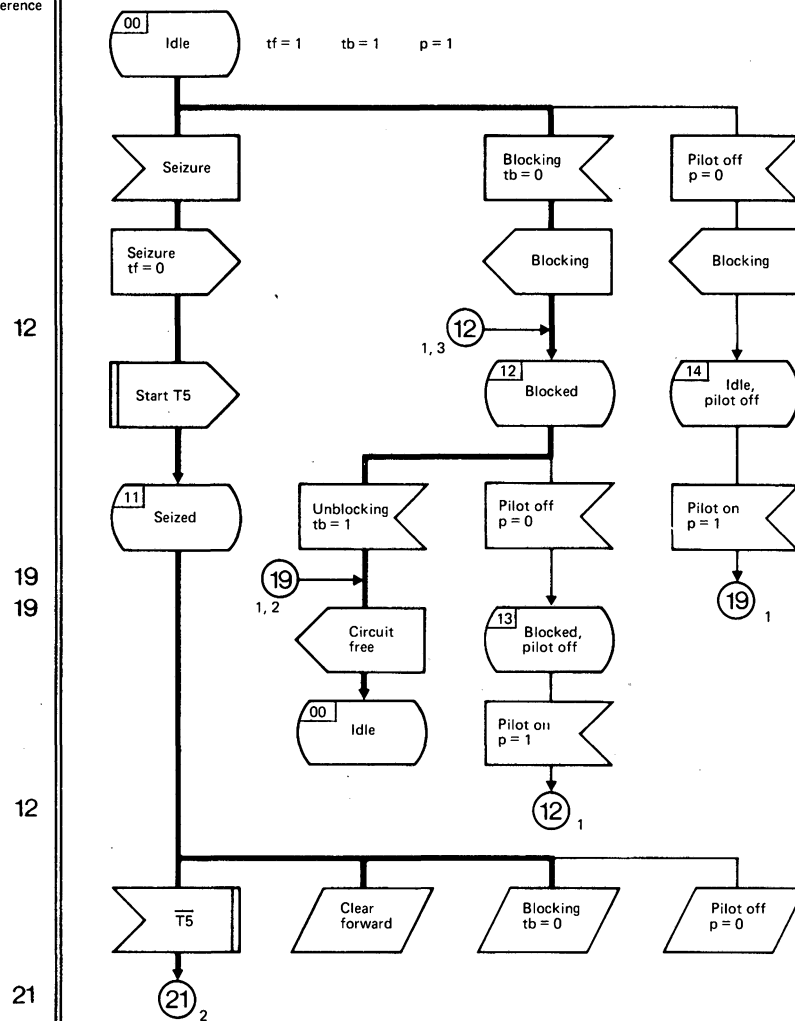 erence
00
Idle
tf = 1 tb = 1 p = 1
Seizure
Blocking
tb = 0
Pilot off
p = 0
Seizure
tf = 0
Blocking
Blocking
12
12
1, 3
Start T5
12
Blocked
14
Idle,
pilot off
11
Seized
Unblocking
tb = 1
Pilot off
p = 0
Pilot on
p = 1
19
19
1, 2
19
1
19
Circuit
free
13
Blocked,
pilot off
00
Idle
Pilot on
p = 1
12
12
1
T5
Clear
forward
Blocking
tb = 0
Pilot off
p = 0
21
21
2